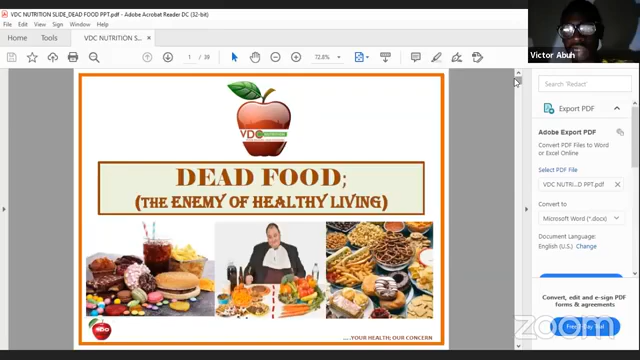 VDC NUTRITION SLIDE_DEAD FOOD PPT.pdf - Adobe Acrobat Reader DC (32-bit)
File Edit View Sign Window Help
Home Tools VDC NUTRITION S... ×
1 / 39 72.8%
Victor Abuh
Search 'Redact'
Export PDF
Adobe Export PDF
Convert PDF Files to Word
or Excel Online
Select PDF File
VDC NUTRI...D PPT.pdf ×
Convert to
Microsoft Word (*.docx)
Document Language:
English (U.S.) Change
Convert, edit and e-sign PDF
forms & agreements
Free 7-Day Trial
zoom
VDC
DEAD FOOD;
(THE ENEMY OF HEALTHY LIVING)
....YOUR HEALTH; OUR CONCERN